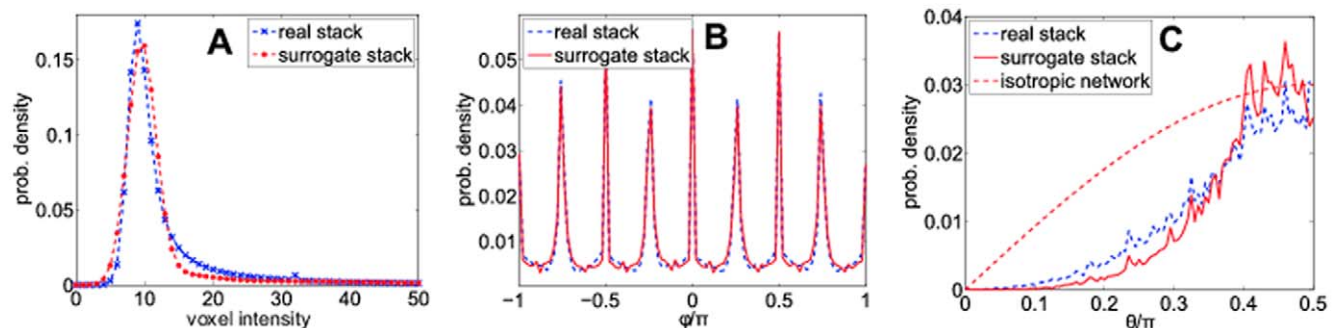 A
real stack
surrogate stack
prob. density
0.15
0.1
0.05
0
0 10 20 30 40 50
voxel intensity
B
real stack
surrogate stack
prob. density
0.05
0.04
0.03
0.02
0.01
−1 −0.5 0 0.5 1
φ/π
C
real stack
surrogate stack
isotropic network
prob. density
0.04
0.03
0.02
0.01
0
0 0.1 0.2 0.3 0.4 0.5
θ/π